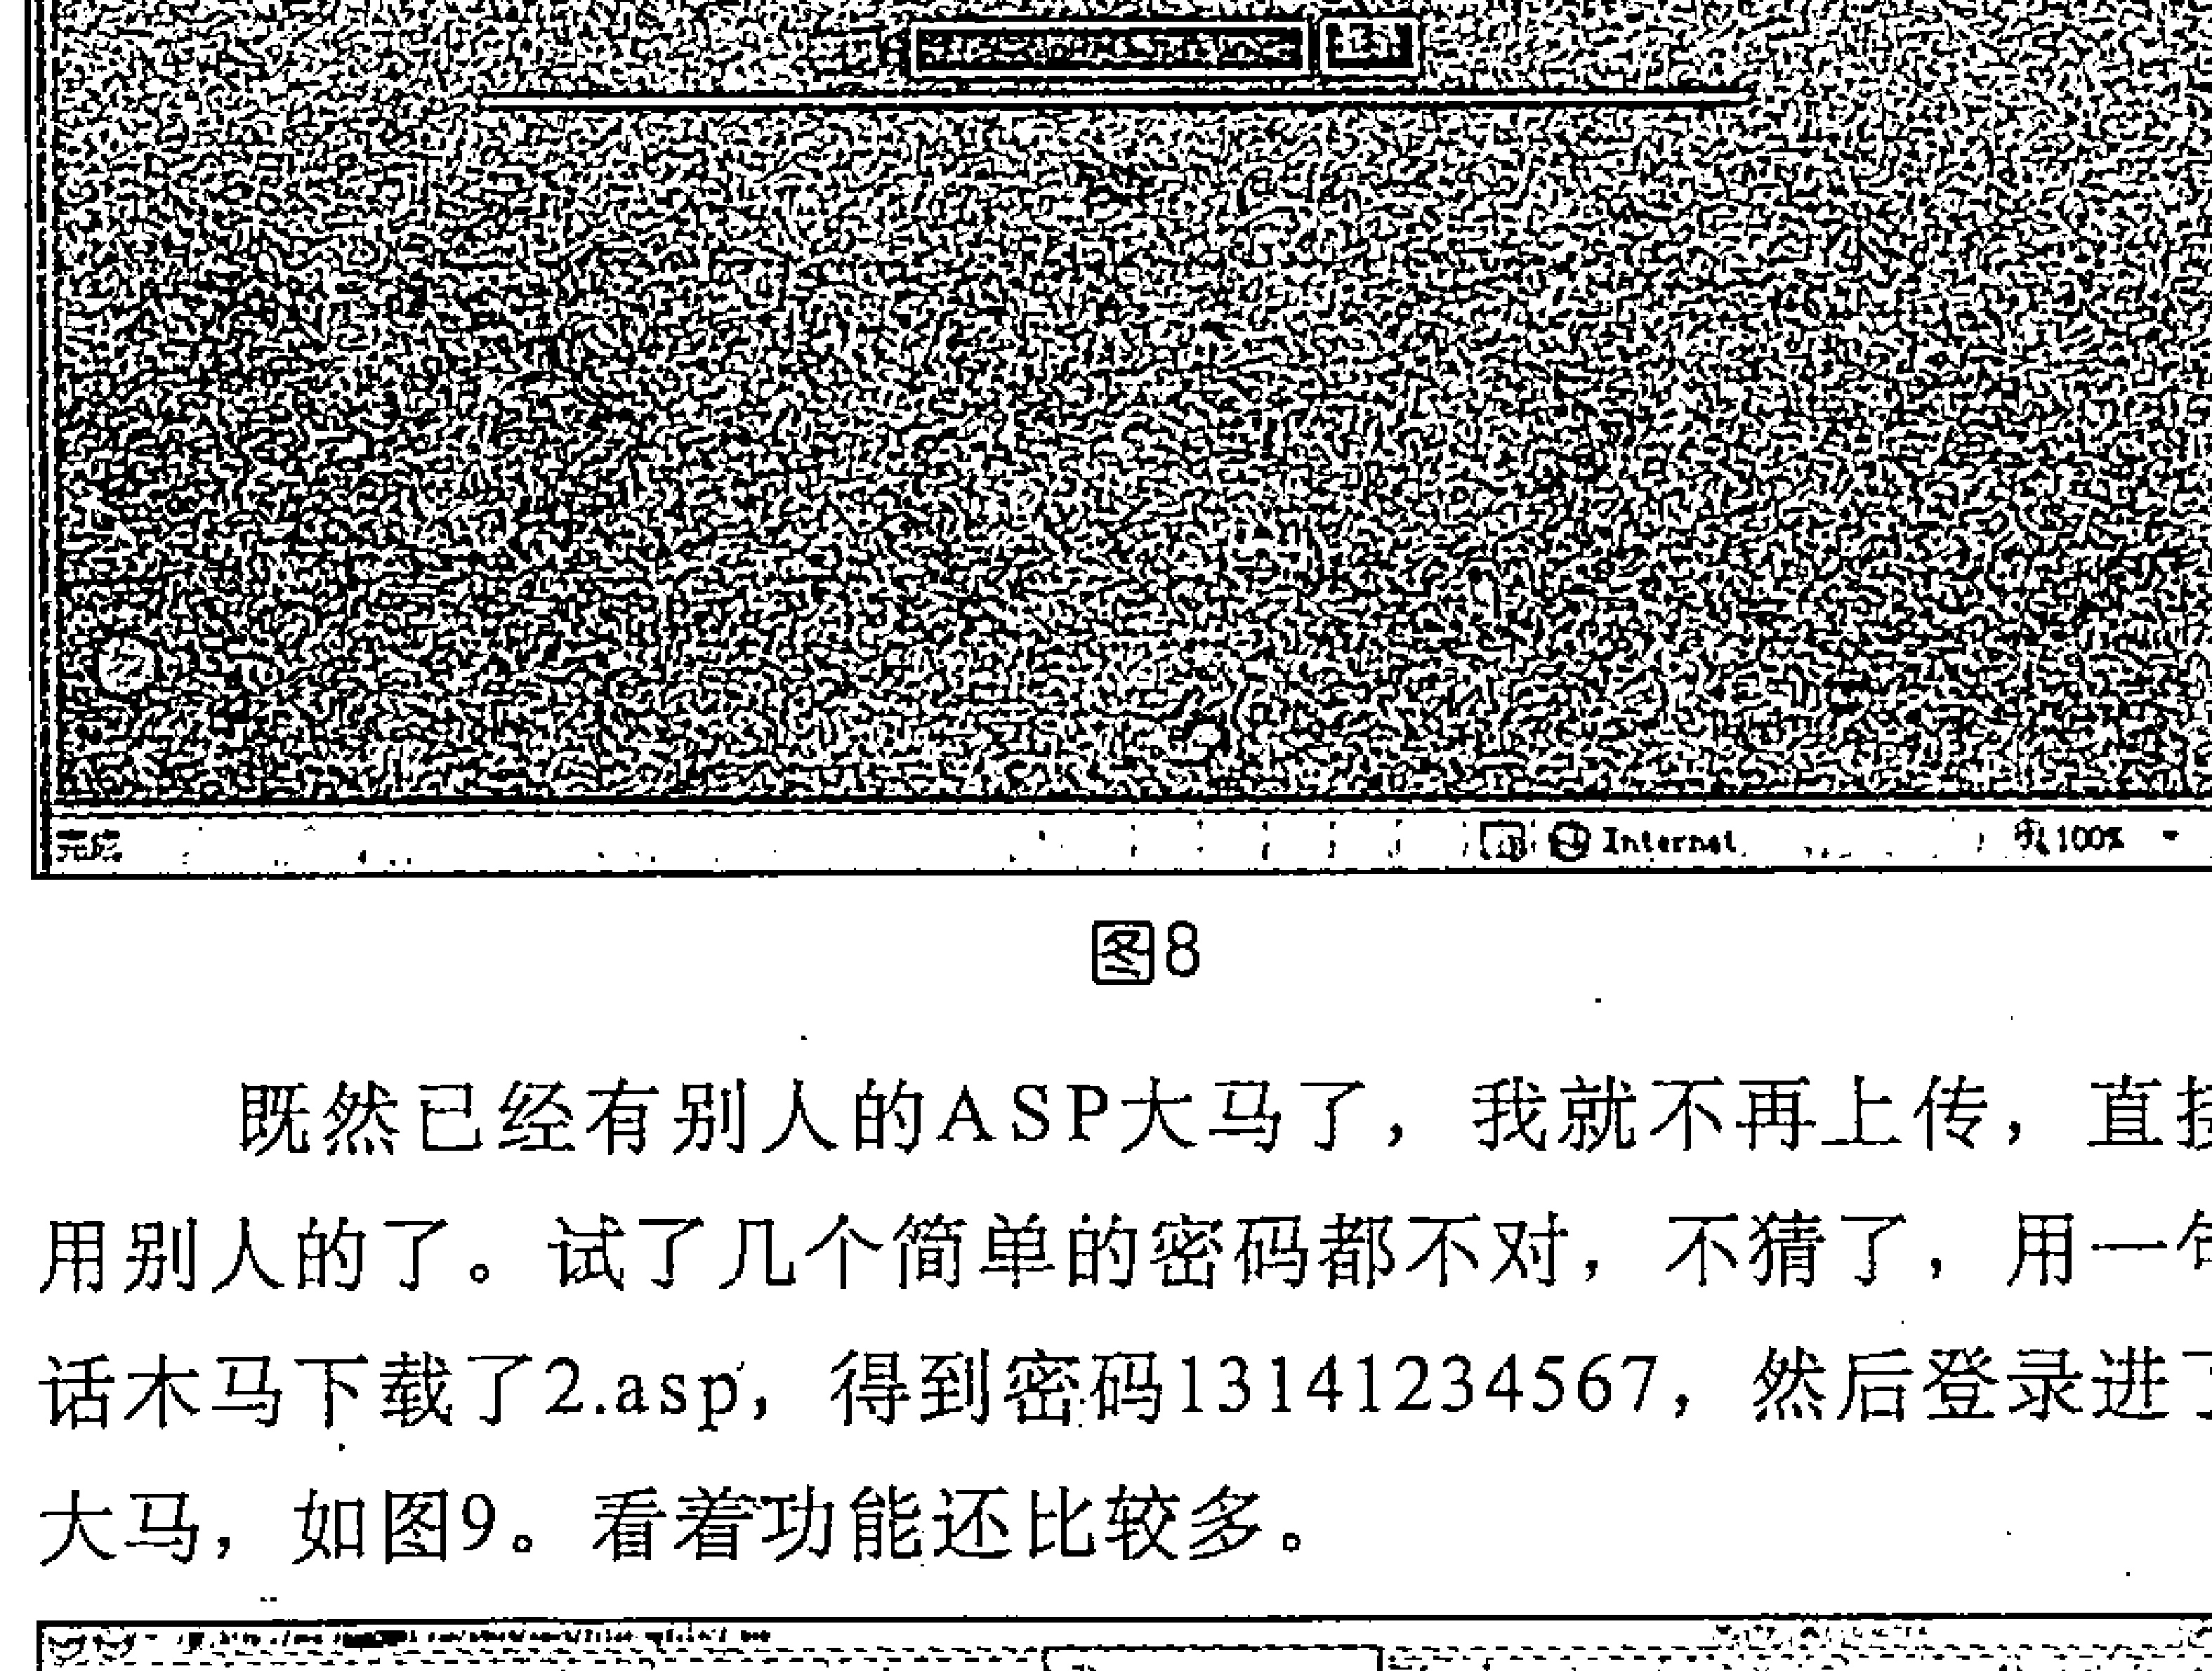 完成
Internet
100%
图8
既然已经有别人的ASP大马了，我就不再上传，直接
用别人的了。试了几个简单的密码都不对，不猜了，用一句
话木马下载了2.asp，得到密码13141234567，然后登录进了
大马，如图9。看着功能还比较多。